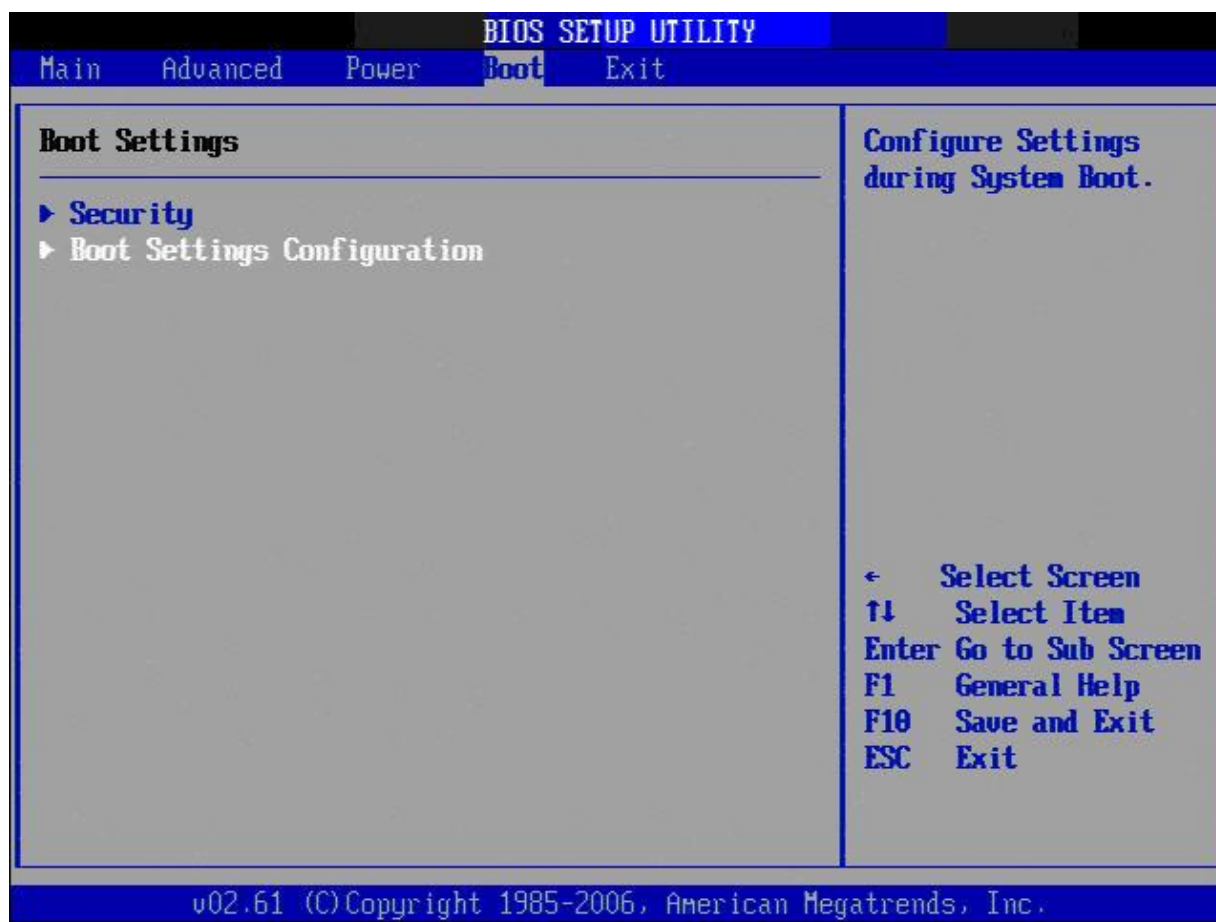 BIOS SETUP UTILITY
Main Advanced Power Boot Exit
Boot Settings
▶ Security
▶ Boot Settings Configuration
Configure Settings
during System Boot.
← Select Screen
↑↓ Select Item
Enter Go to Sub Screen
F1 General Help
F10 Save and Exit
ESC Exit
v02.61 (C)Copyright 1985-2006, American Megatrends, Inc.